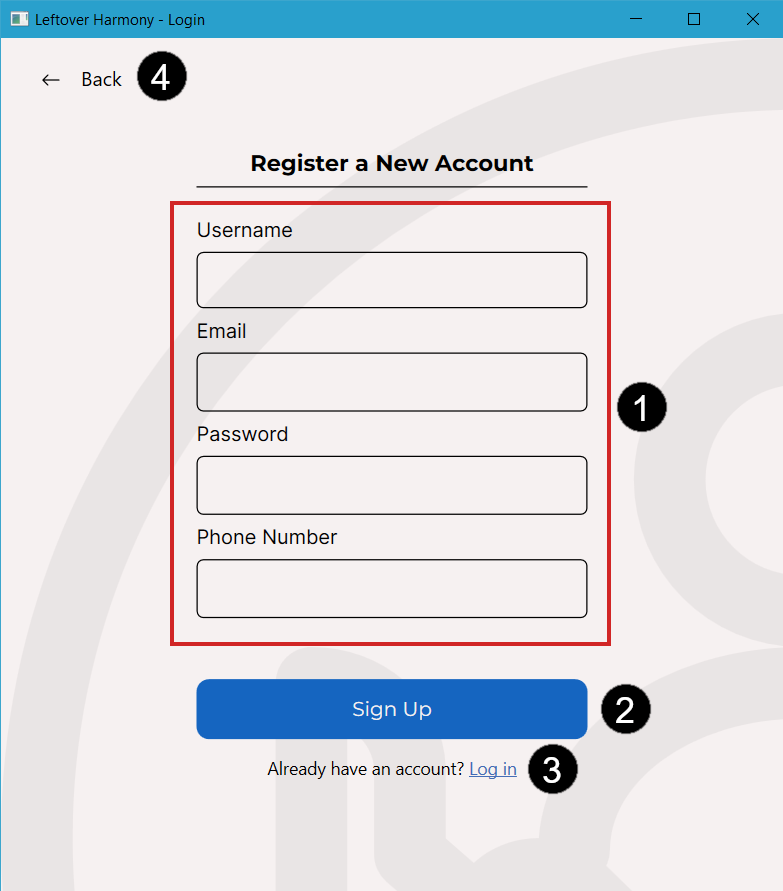 Leftover Harmony - Login
← Back 4
Register a New Account
Username
Email
1
Password
Phone Number
Sign Up 2
Already have an account? Log in 3